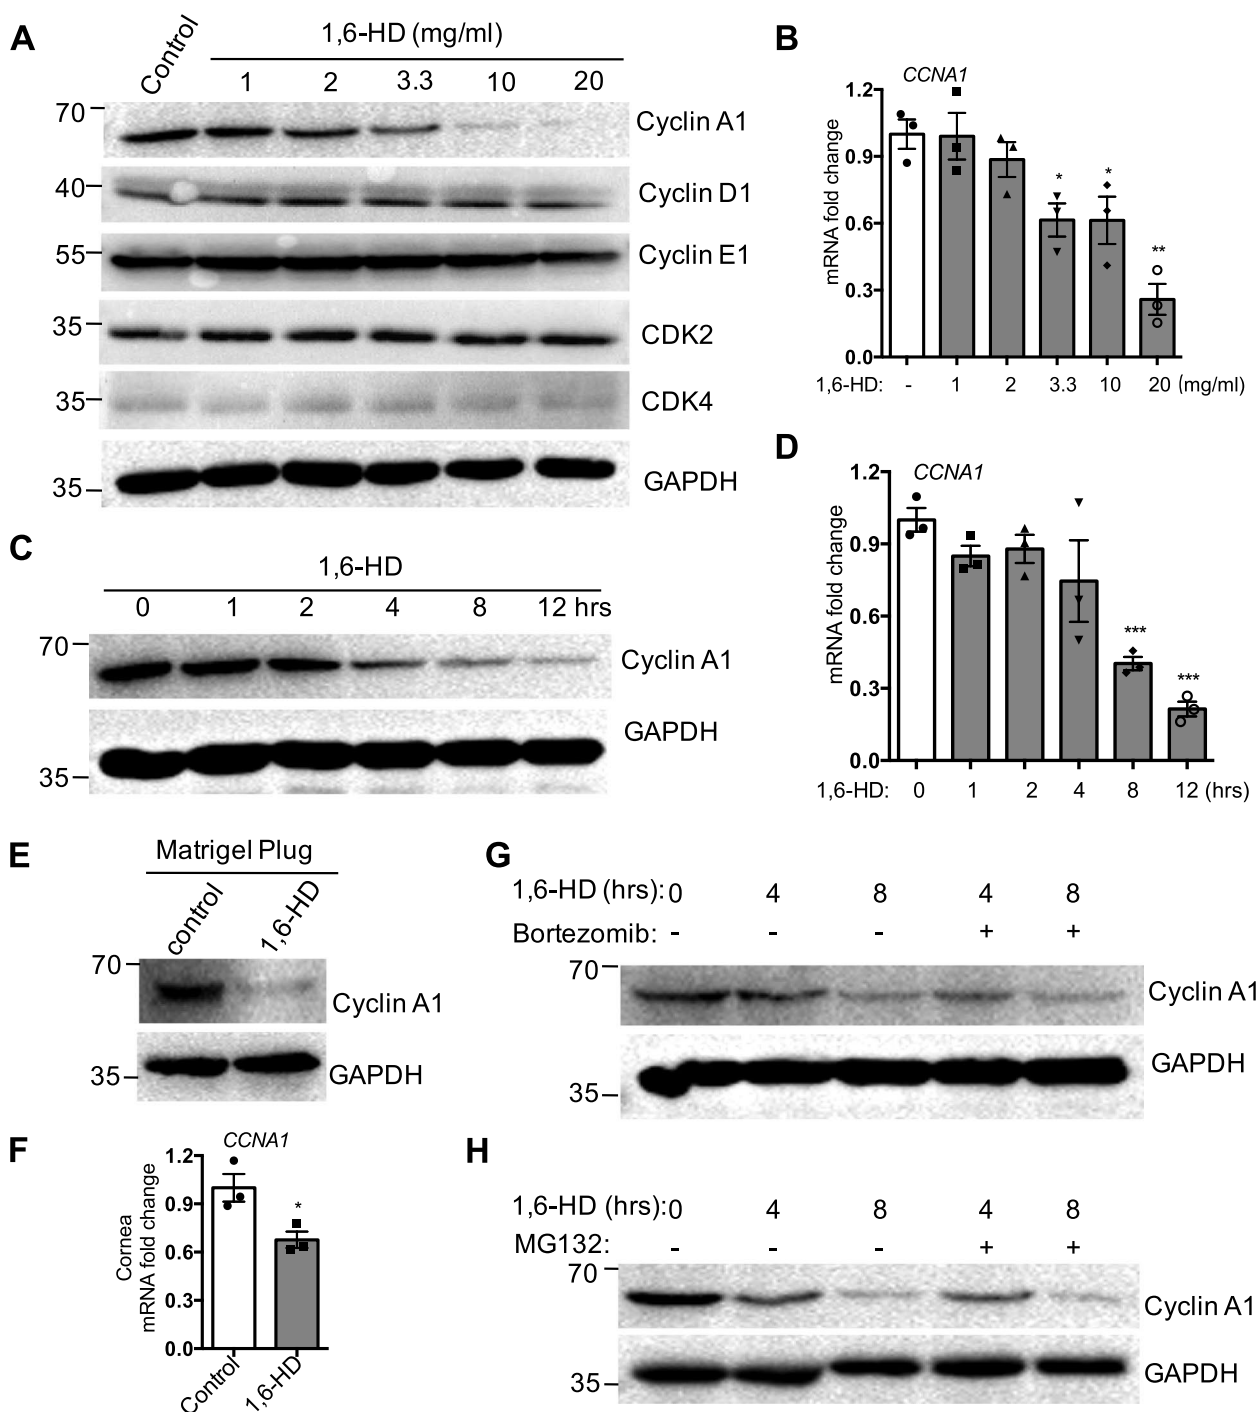 A
Control
1,6-HD (mg/ml)
1 2 3.3 10 20
70
Cyclin A1
40
Cyclin D1
55
Cyclin E1
35
CDK2
35
CDK4
35
GAPDH
B
CCNA1
mRNA fold change
1.2
0.9
0.6
0.3
0.0
* * **
1,6-HD: - 1 2 3.3 10 20 (mg/ml)
C
1,6-HD
0 1 2 4 8 12 hrs
70
Cyclin A1
GAPDH
35
D
CCNA1
mRNA fold change
1.2
0.9
0.6
0.3
0.0
*** ***
1,6-HD: 0 1 2 4 8 12 (hrs)
E
Matrigel Plug
control 1,6-HD
70
Cyclin A1
35
GAPDH
F
CCNA1
Cornea
mRNA fold change
1.2
0.9
0.6
0.3
0.0
*
Control 1,6-HD
G
1,6-HD (hrs): 0 4 8 4 8
Bortezomib: - - - + +
70
Cyclin A1
GAPDH
35
H
1,6-HD (hrs): 0 4 8 4 8
MG132: - - - + +
70
Cyclin A1
GAPDH
35